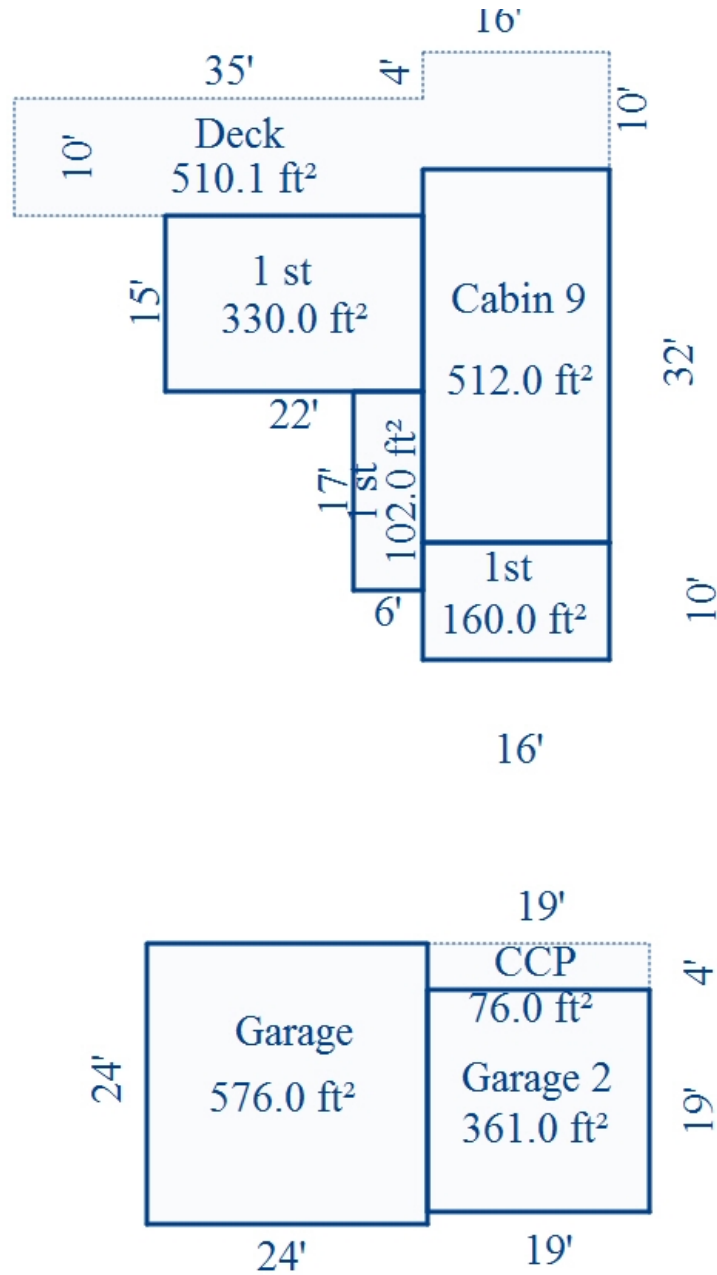 16'
35'
4'
10'
10'
Deck
510.1 ft²
1 st
330.0 ft²
15'
22'
Cabin 9
512.0 ft²
32'
17'
1 st
102.0 ft²
6'
1st
160.0 ft²
10'
16'
19'
CCP
76.0 ft²
4'
Garage
576.0 ft²
24'
24'
Garage 2
361.0 ft²
19'
19'